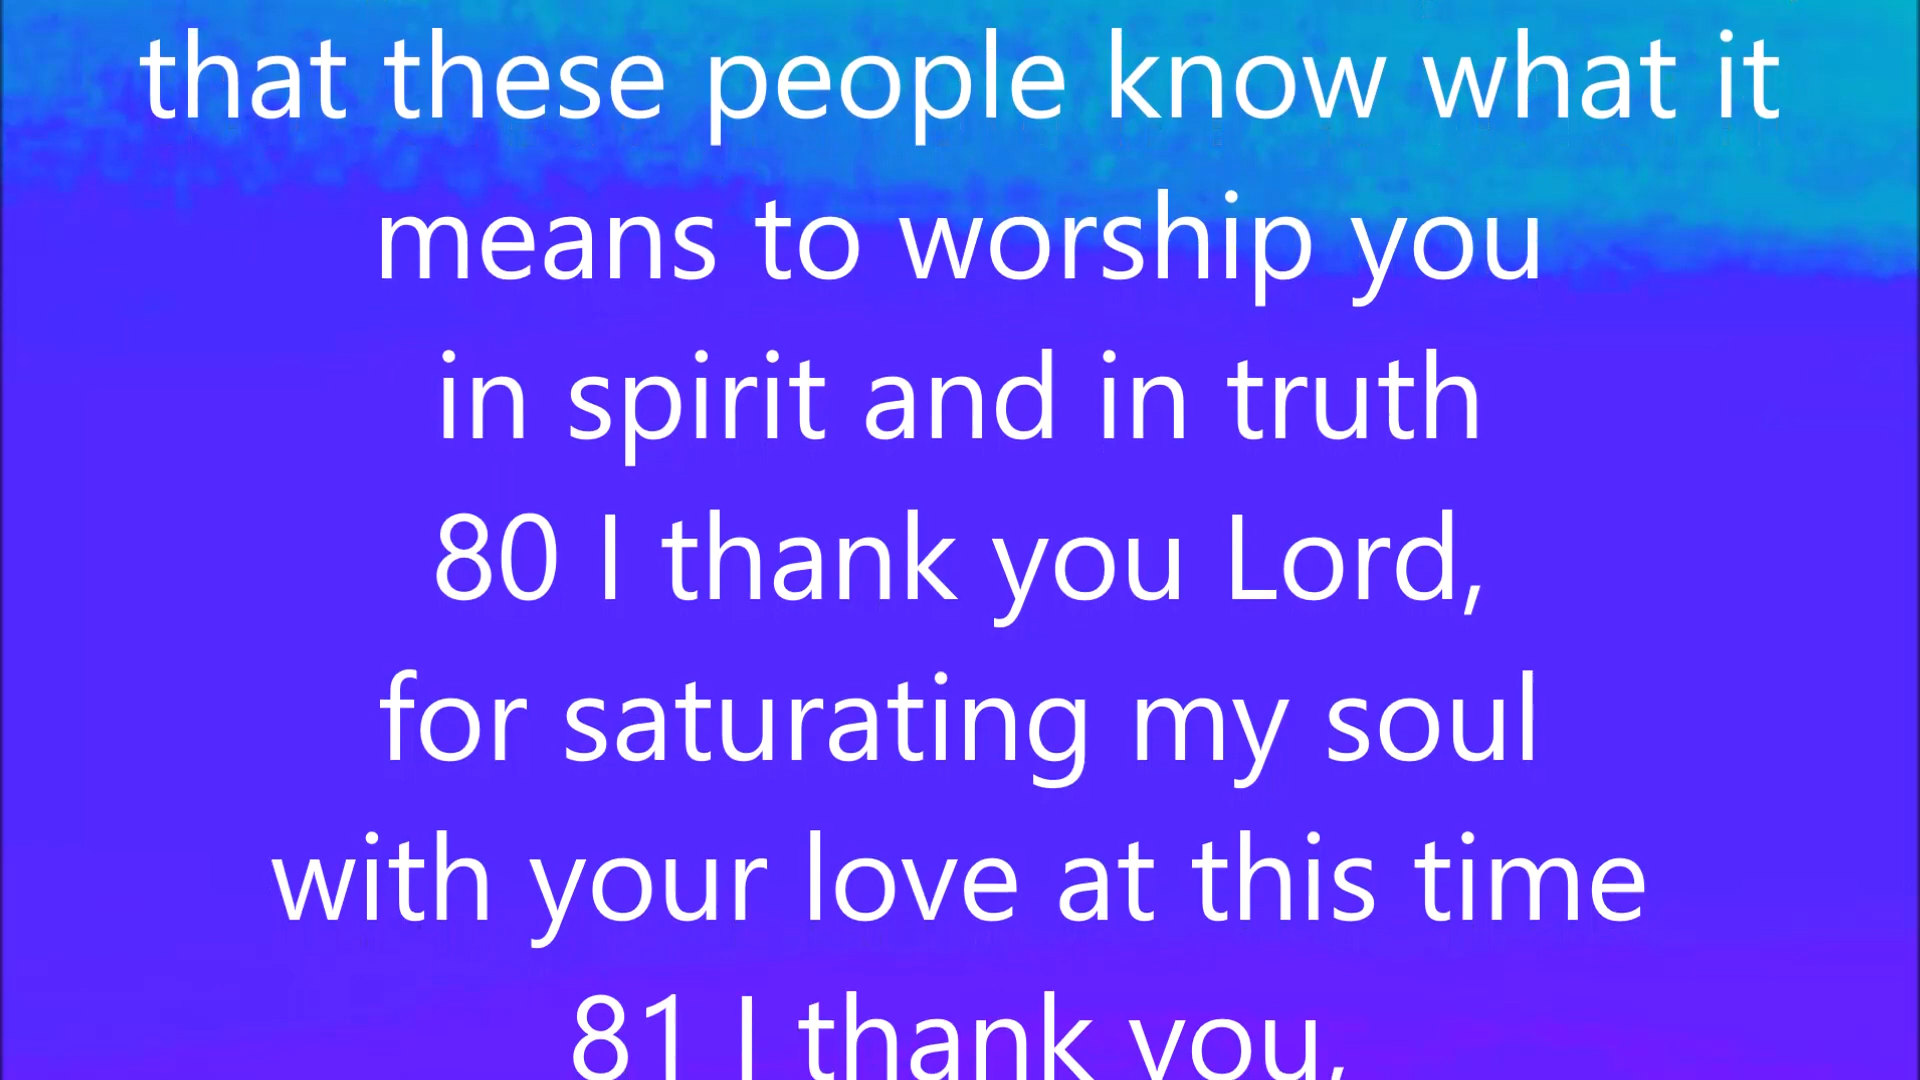 that these people know what it
means to worship you
in spirit and in truth
80 I thank you Lord,
for saturating my soul
with your love at this time
81 I thank you,